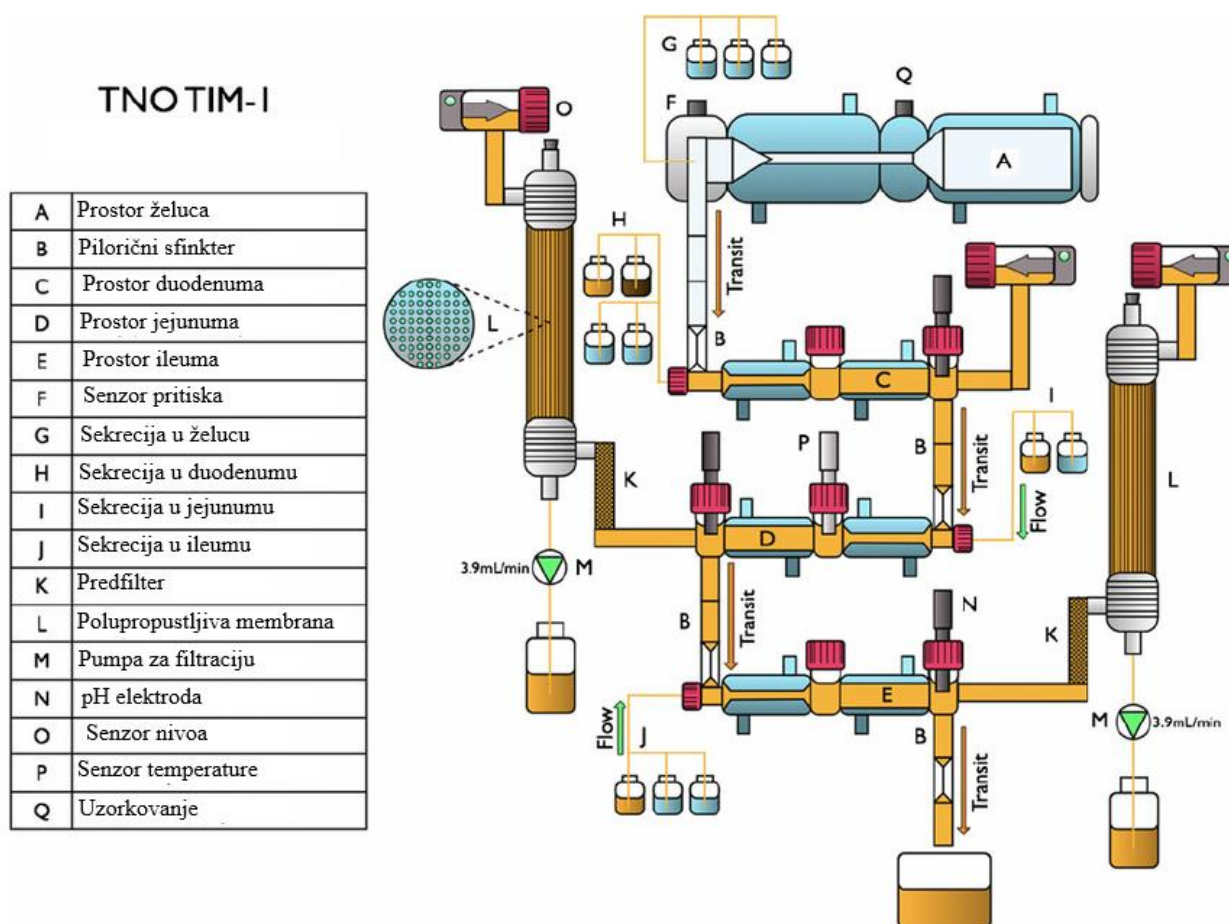 TNO TIM-1
A Prostor želuca
B Pilorični sfinkter
C Prostor duodenuma
D Prostor jejunuma
E Prostor ileuma
F Senzor pritiska
G Sekrecija u želucu
H Sekrecija u duodenumu
I Sekrecija u jejunumu
J Sekrecija u ileumu
K Predfilter
L Polupropustljiva membrana
M Pumpa za filtraciju
N pH elektroda
O Senzor nivoa
P Senzor temperature
Q Uzorkovanje
G
Q
F
O
A
H
Transit
L
B
C
I
P
B
Transit
L
K
Flow
D
3.9mL/min
M
N
B
Transit
K
E
Flow
J
B
M
3.9mL/min
Transit